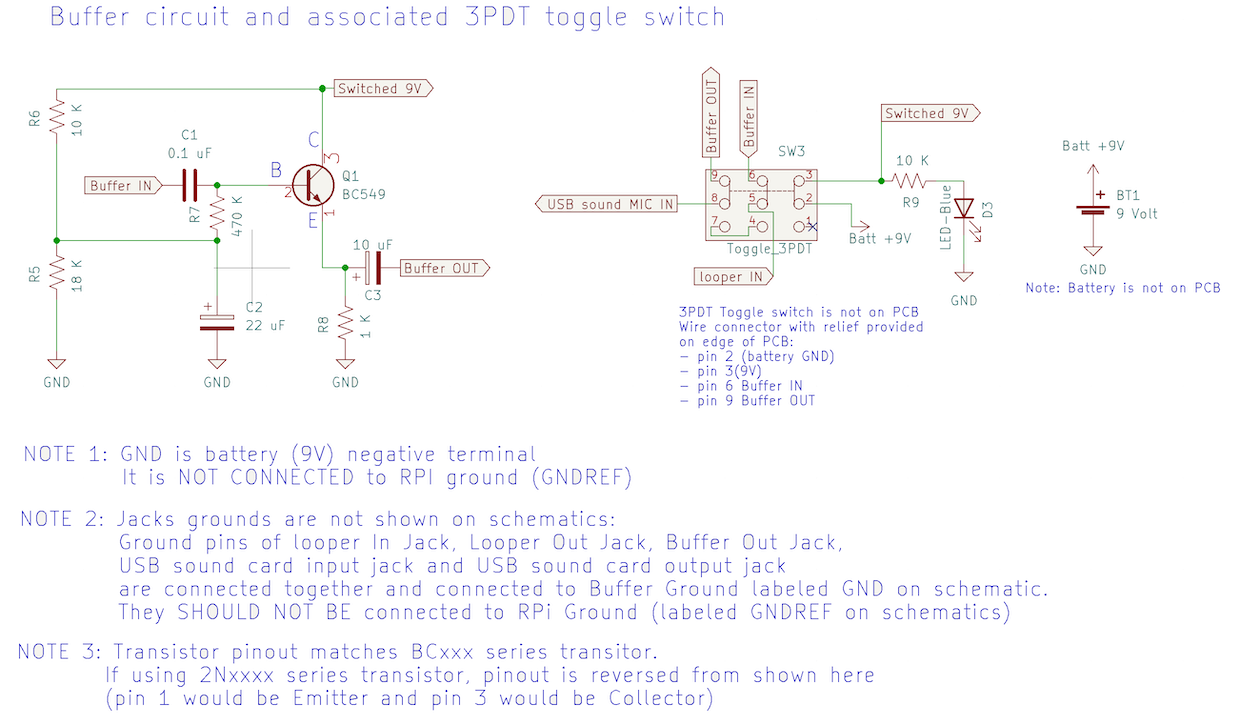 Buffer circuit and associated 3PDT toggle switch
Switched 9V
R6
10 K
C1
0.1 uF
Buffer IN
R7
470 K
B
2
C
3
Q1
BC549
E
1
R5
18 K
+
C2
22 uF
10 uF
+
C3
Buffer OUT
R8
1 K
GND
GND
GND
Buffer OUT
Buffer IN
SW3
9
6
3
8
5
2
7
4
1
USB sound MIC IN
Toggle_3PDT
looper IN
Batt +9V
Switched 9V
10 K
R9
LED-Blue
D3
GND
Batt +9V
+
BT1
9 Volt
GND
Note: Battery is not on PCB
3PDT Toggle switch is not on PCB
Wire connector with relief provided
on edge of PCB:
- pin 2 (battery GND)
- pin 3(9V)
- pin 6 Buffer IN
- pin 9 Buffer OUT
NOTE 1: GND is battery (9V) negative terminal
It is NOT CONNECTED to RPI ground (GNDREF)
NOTE 2: Jacks grounds are not shown on schematics:
Ground pins of looper In Jack, Looper Out Jack, Buffer Out Jack,
USB sound card input jack and USB sound card output jack
are connected together and connected to Buffer Ground labeled GND on schematic.
They SHOULD NOT BE connected to RPi Ground (labeled GNDREF on schematics)
NOTE 3: Transistor pinout matches BCxxx series transitor.
If using 2Nxxxx series transistor, pinout is reversed from shown here
(pin 1 would be Emitter and pin 3 would be Collector)